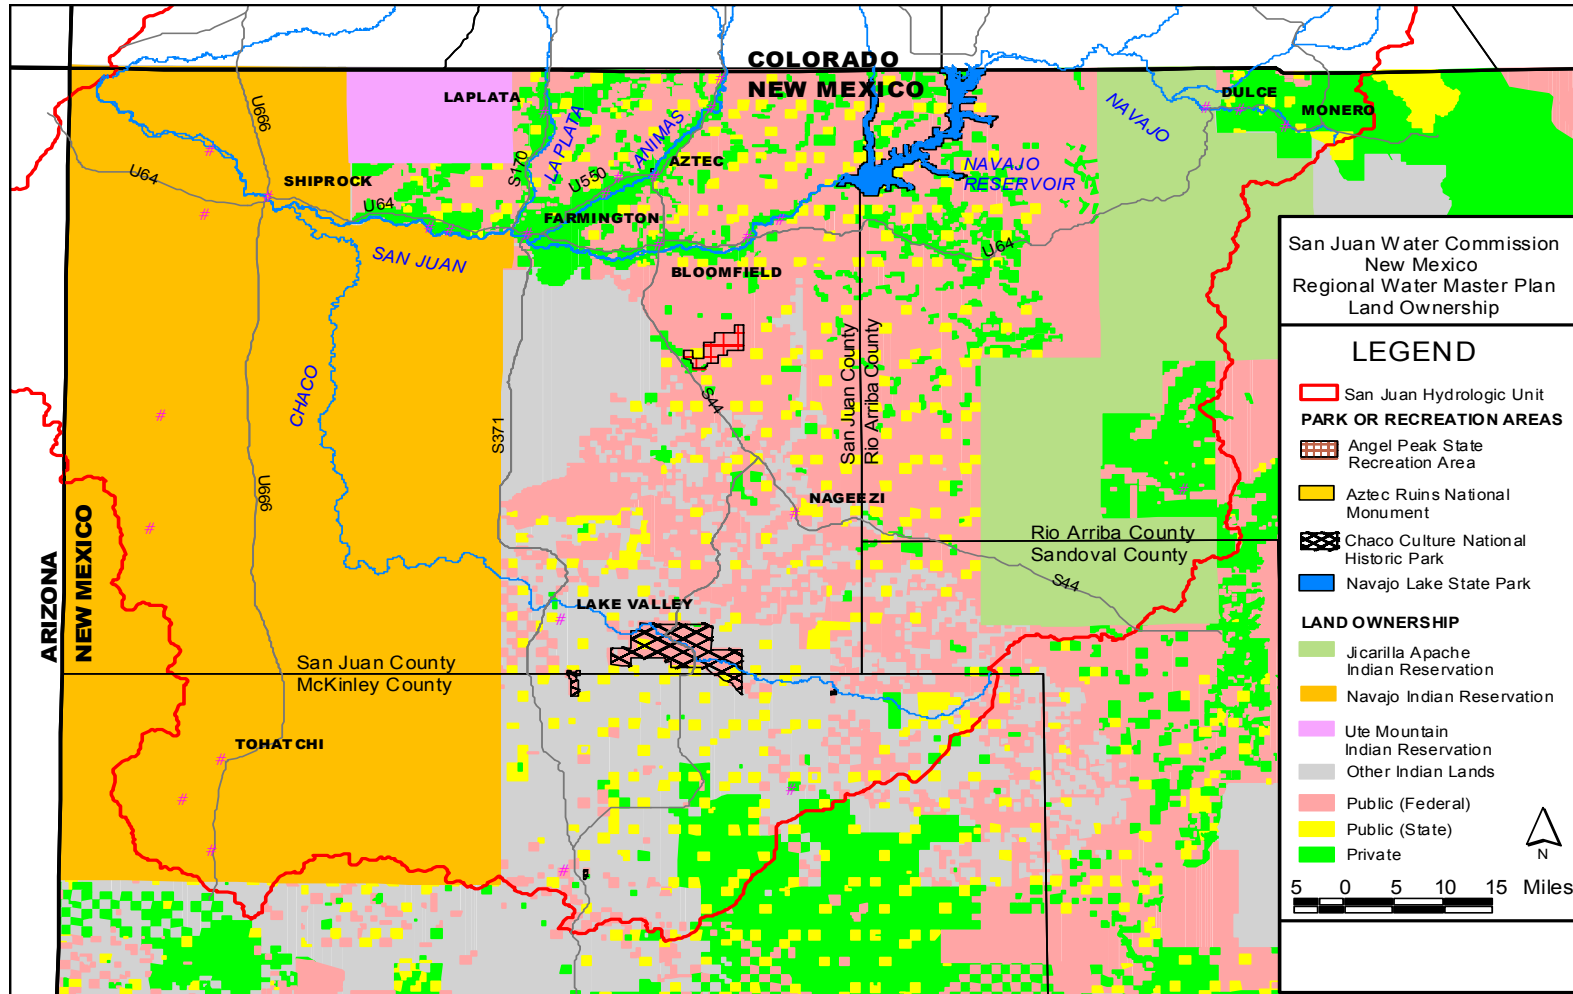 COLORADO
NEW MEXICO
LAPLATA
U666
S170
LA PLATA
ANIMAS
AZTEC
U550
NAVAJO
RESERVOIR
NAVAJO
DULCE
MONERO
U64
SHIPROCK
U64
FARMINGTON
SAN JUAN
BLOOMFIELD
U64
San Juan County
Rio Arriba County
CHACO
S371
S44
U666
NAGEEZI
Rio Arriba County
Sandoval County
S44
ARIZONA
NEW MEXICO
LAKE VALLEY
San Juan County
McKinley County
TOHATCHI
San Juan Water Commission
New Mexico
Regional Water Master Plan
Land Ownership
LEGEND
San Juan Hydrologic Unit
PARK OR RECREATION AREAS
Angel Peak State
Recreation Area
Aztec Ruins National
Monument
Chaco Culture National
Historic Park
Navajo Lake State Park
LAND OWNERSHIP
Jicarilla Apache
Indian Reservation
Navajo Indian Reservation
Ute Mountain
Indian Reservation
Other Indian Lands
Public (Federal)
Public (State)
Private
N
5 0 5 10 15 Miles